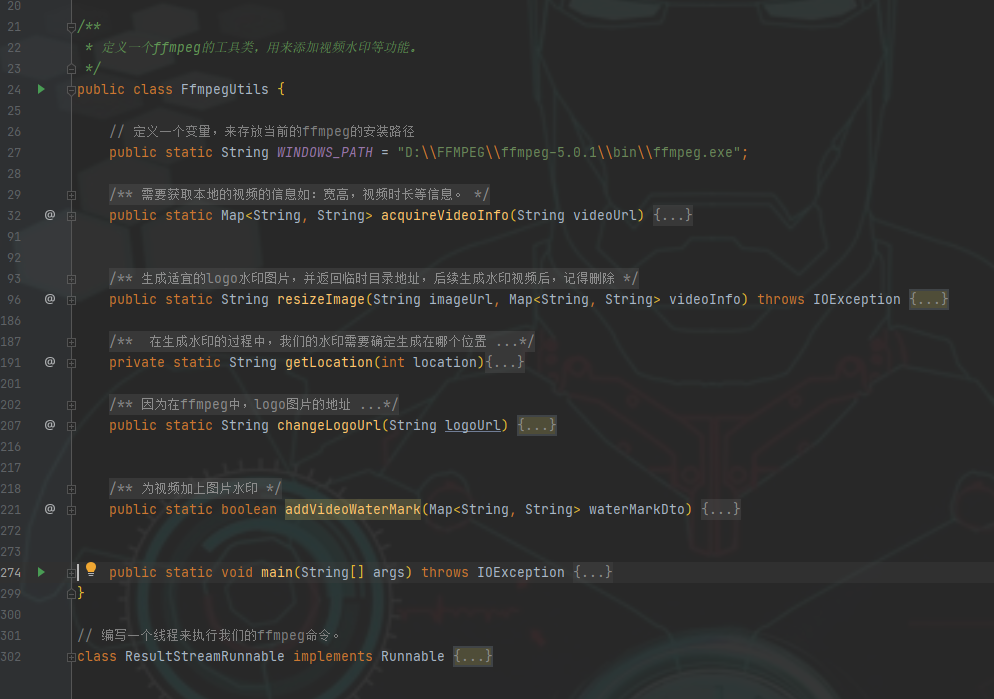 20
21 /**
22 * 定义一个ffmpeg的工具类，用来添加视频水印等功能。
23 */
24 public class FfmpegUtils {
25
26 // 定义一个变量，来存放当前的ffmpeg的安装路径
27 public static String WINDOWS_PATH = "D:\\FFMPEG\\ffmpeg-5.0.1\\bin\\ffmpeg.exe";
28
29 /** 需要获取本地的视频的信息如：宽高，视频时长等信息。 */
32 @ public static Map<String, String> acquireVideoInfo(String videoUrl) {...}
91
92
93 /** 生成适宜的logo水印图片，并返回临时目录地址，后续生成水印视频后，记得删除 */
96 @ public static String resizeImage(String imageUrl, Map<String, String> videoInfo) throws IOException {...}
186
187 /** 在生成水印的过程中，我们的水印需要确定生成在哪个位置 ...*/
191 @ private static String getLocation(int location){...}
201
202 /** 因为在ffmpeg中，logo图片的地址 ...*/
207 @ public static String changeLogoUrl(String logoUrl) {...}
216
217
218 /** 为视频加上图片水印 */
221 @ public static boolean addVideoWaterMark(Map<String, String> waterMarkDto) {...}
272
273
274 public static void main(String[] args) throws IOException {...}
299 }
300
301 // 编写一个线程来执行我们的ffmpeg命令。
302 class ResultStreamRunnable implements Runnable {...}